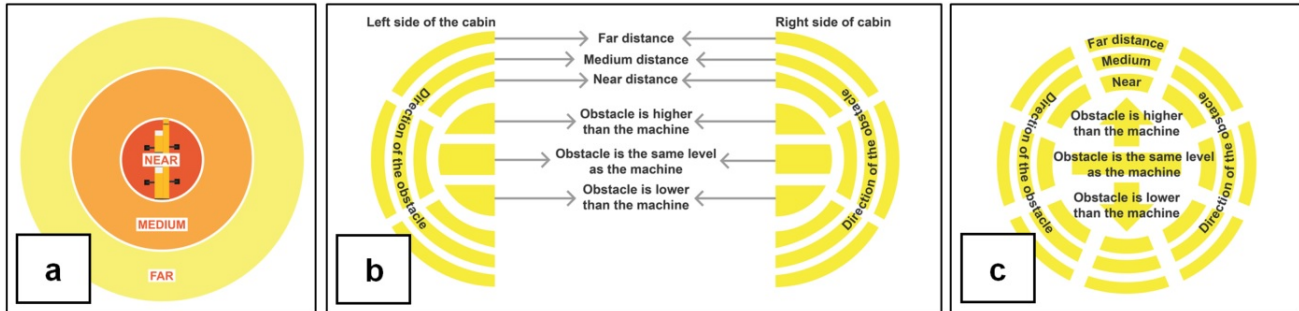 NEAR
MEDIUM
FAR
a
Left side of the cabin
Right side of cabin
Far distance
Medium distance
Near distance
Obstacle is higher
than the machine
Obstacle is the same level
as the machine
Obstacle is lower
than the machine
Direction of the obstacle
Direction of the obstacle
b
Far distance
Medium
Near
Obstacle is higher
than the machine
Obstacle is the same level
as the machine
Obstacle is lower
than the machine
Direction of the obstacle
Direction of the obstacle
c